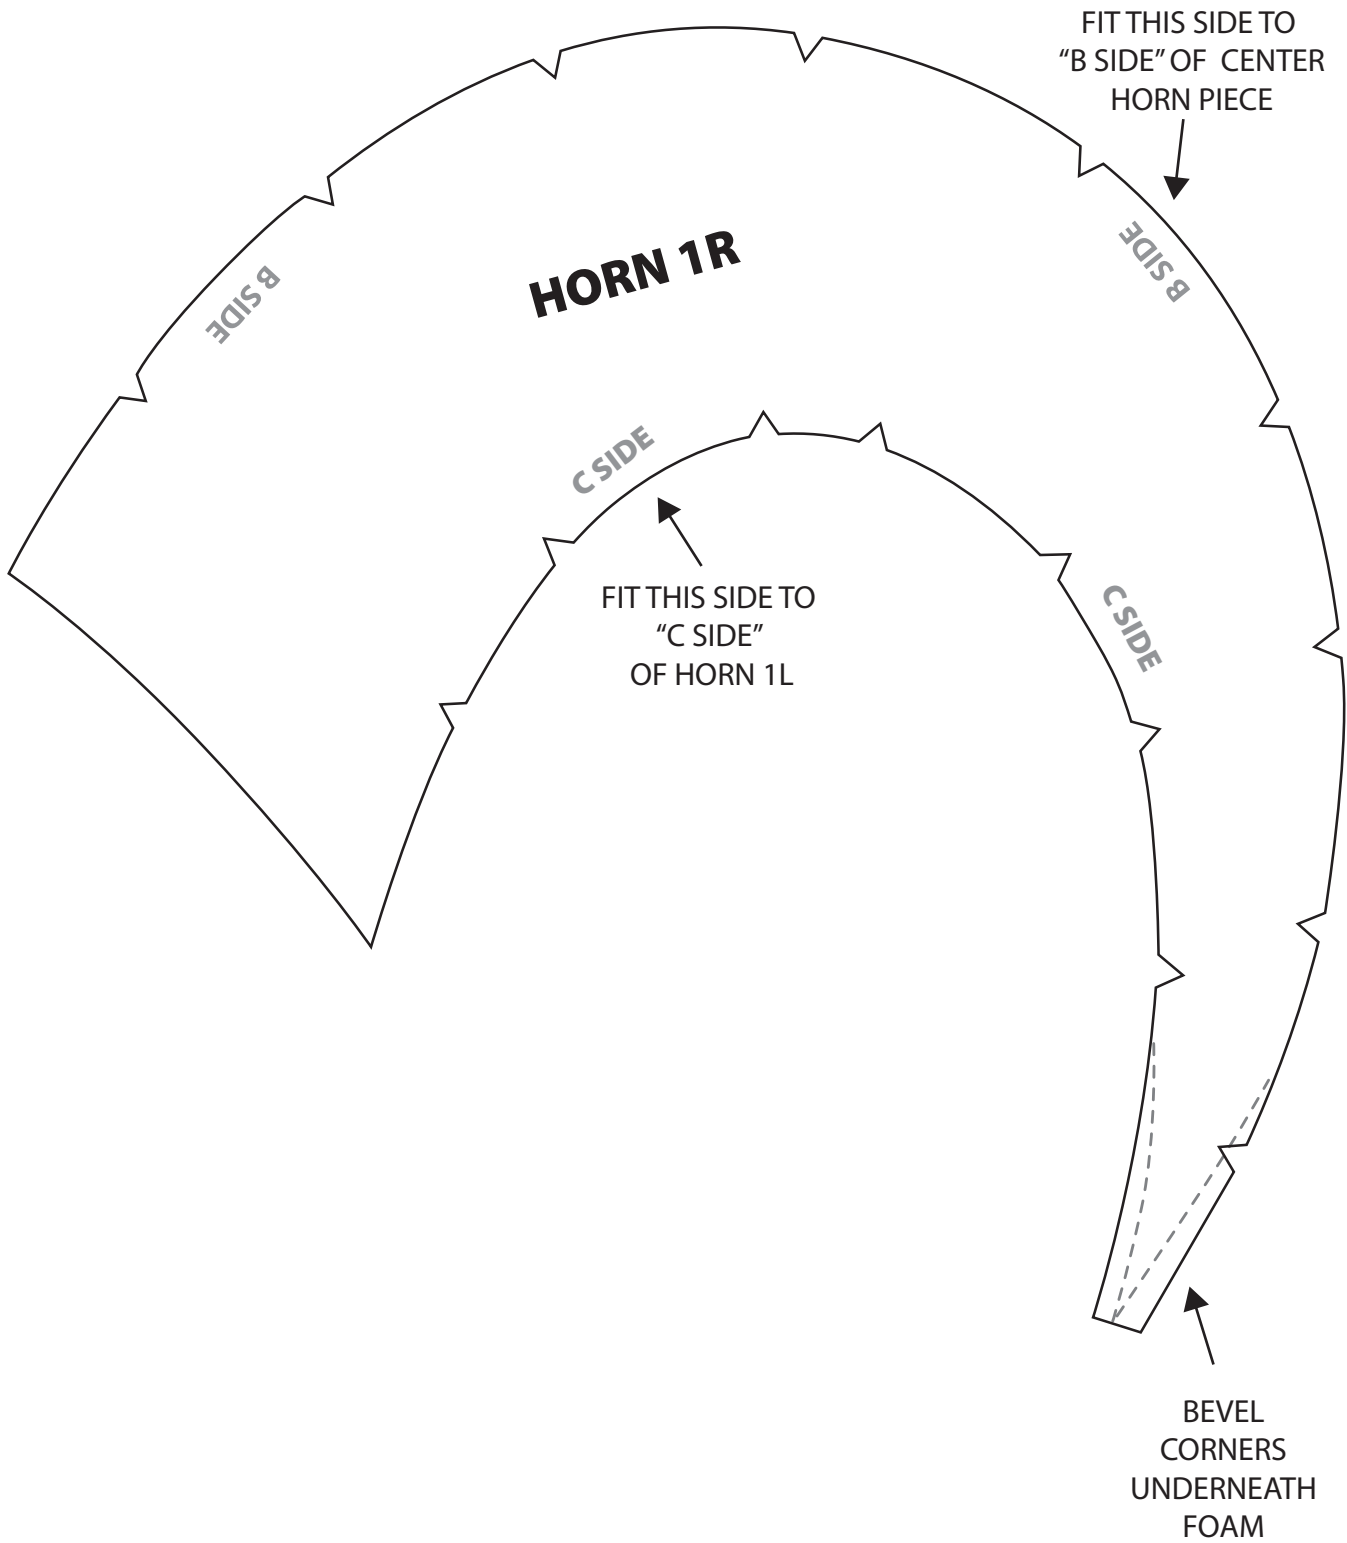 FIT THIS SIDE TO
“B SIDE” OF CENTER
HORN PIECE
B SIDE
HORN 1R
B SIDE
C SIDE
FIT THIS SIDE TO
“C SIDE”
OF HORN 1L
C SIDE
BEVEL
CORNERS
UNDERNEATH
FOAM